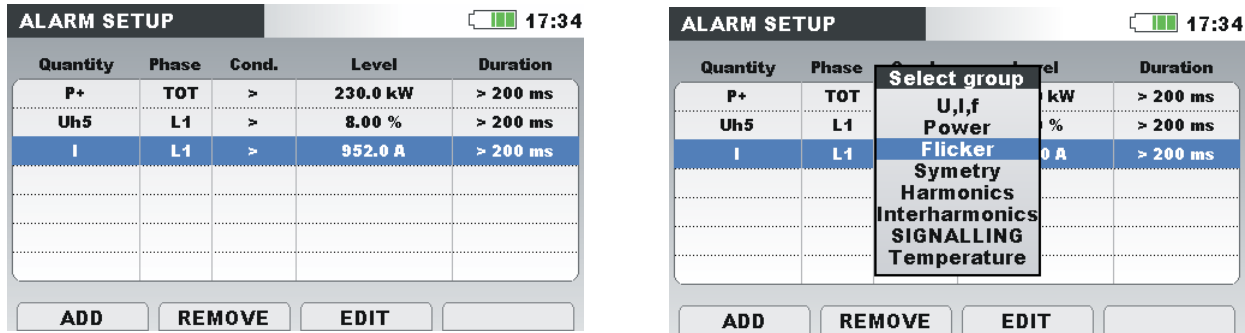 ALARM SETUP 17:34
Quantity Phase Cond. Level Duration
P+ TOT > 230.0 kW > 200 ms
Uh5 L1 > 8.00 % > 200 ms
I L1 > 952.0 A > 200 ms
ADD REMOVE EDIT
ALARM SETUP 17:34
Quantity Phase Duration
Select group
P+ TOT kW > 200 ms
U,I,f
Uh5 L1 Power % > 200 ms
I L1 Flicker 0 A > 200 ms
Symetry
Harmonics
Interharmonics
SIGNALLING
Temperature
ADD REMOVE EDIT